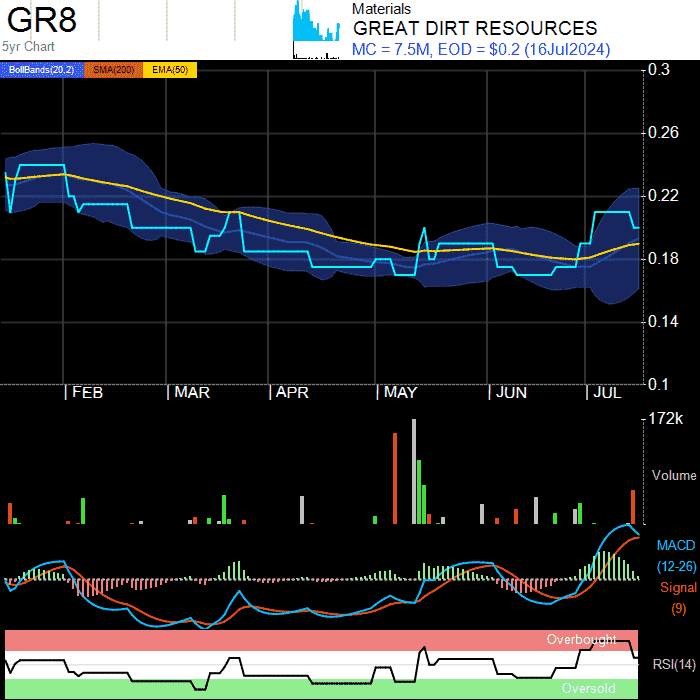 GR8
5yr Chart
Materials
GREAT DIRT RESOURCES
MC = 7.5M, EOD = $0.2 (16Jul2024)
BollBands(20,2) SMA(200) EMA(50)
0.3
0.26
0.22
0.18
0.14
0.1
FEB MAR APR MAY JUN JUL
172k
Volume
MACD
(12-26)
Signal
(9)
Overbought
RSI(14)
Oversold